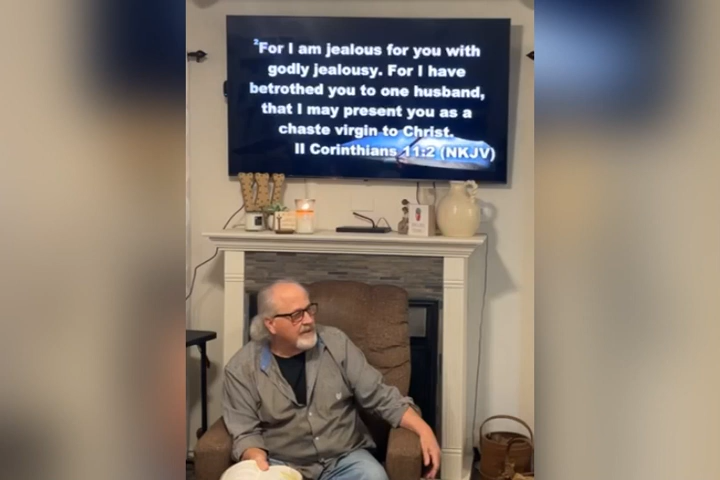 ²For I am jealous for you with
godly jealousy. For I have
betrothed you to one husband,
that I may present you as a
chaste virgin to Christ.
II Corinthians 11:2 (NKJV)